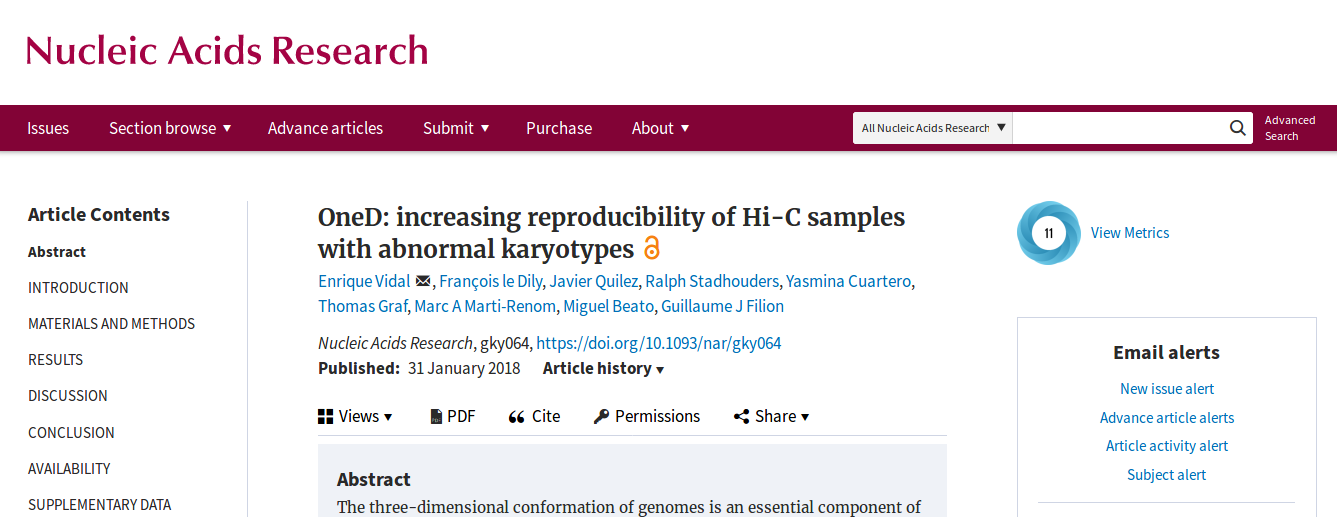 Nucleic Acids Research
Issues Section browse ▼ Advance articles Submit ▼ Purchase About ▼ All Nucleic Acids Research ▼ Advanced Search
Article Contents
Abstract
INTRODUCTION
MATERIALS AND METHODS
RESULTS
DISCUSSION
CONCLUSION
AVAILABILITY
SUPPLEMENTARY DATA
OneD: increasing reproducibility of Hi-C samples
with abnormal karyotypes
Enrique Vidal, François le Dily, Javier Quilez, Ralph Stadhouders, Yasmina Cuartero,
Thomas Graf, Marc A Marti-Renom, Miguel Beato, Guillaume J Filion
Nucleic Acids Research, gky064, https://doi.org/10.1093/nar/gky064
Published: 31 January 2018 Article history ▼
Views ▼ PDF Cite Permissions Share ▼
Abstract
The three-dimensional conformation of genomes is an essential component of
11 View Metrics
Email alerts
New issue alert
Advance article alerts
Article activity alert
Subject alert